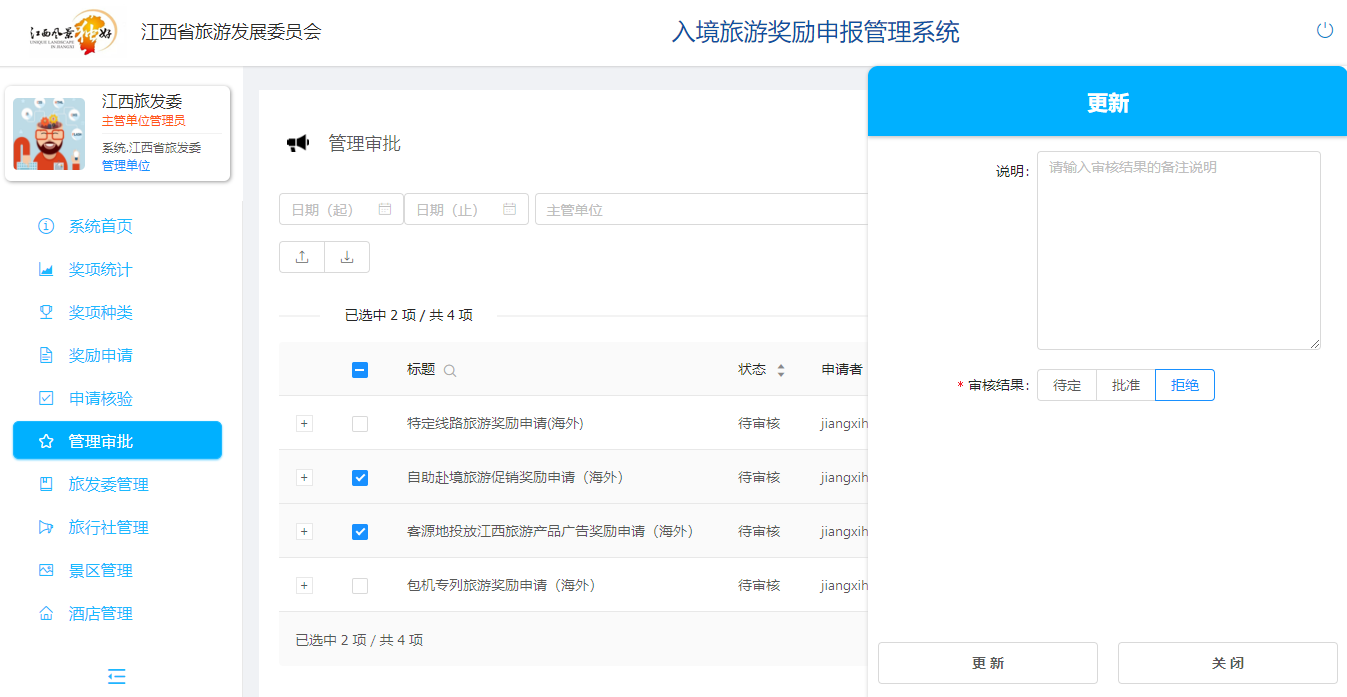 江西风景独好
UNIQUE LANDSCAPE
IN JIANGXI
江西省旅游发展委员会
入境旅游奖励申报管理系统
江西旅发委
主管单位管理员
系统.江西省旅发委
管理单位
系统首页
奖项统计
奖项种类
奖励申请
申请核验
管理审批
旅发委管理
旅行社管理
景区管理
酒店管理
管理审批
日期（起） 日期（止） 主管单位
已选中 2 项 / 共 4 项
标题 状态 申请者
特定线路旅游奖励申请(海外) 待审核 jiangxih
自助赴境旅游促销奖励申请（海外） 待审核 jiangxih
客源地投放江西旅游产品广告奖励申请（海外） 待审核 jiangxih
包机专列旅游奖励申请（海外） 待审核 jiangxih
已选中 2 项 / 共 4 项
更新
说明: 请输入审核结果的备注说明
* 审核结果: 待定 批准 拒绝
更 新 关 闭